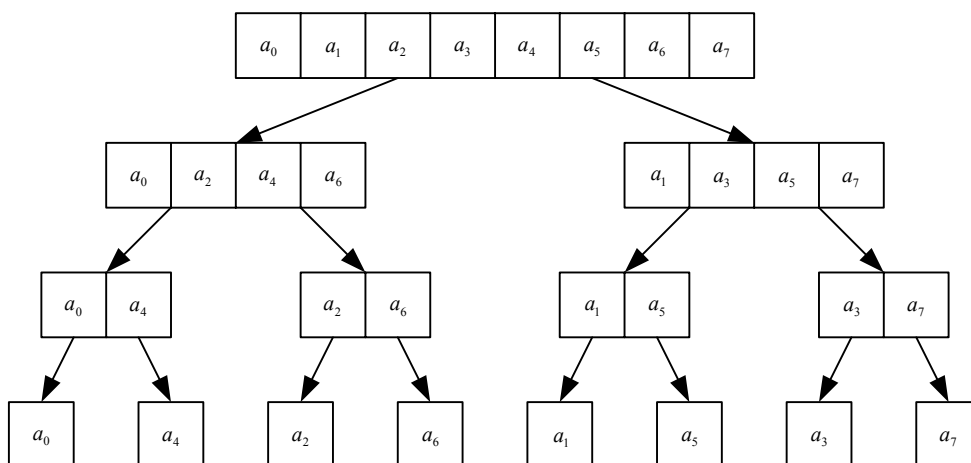 a₀ a₁ a₂ a₃ a₄ a₅ a₆ a₇
a₀ a₂ a₄ a₆ a₁ a₃ a₅ a₇
a₀ a₄ a₂ a₆ a₁ a₅ a₃ a₇
a₀ a₄ a₂ a₆ a₁ a₅ a₃ a₇